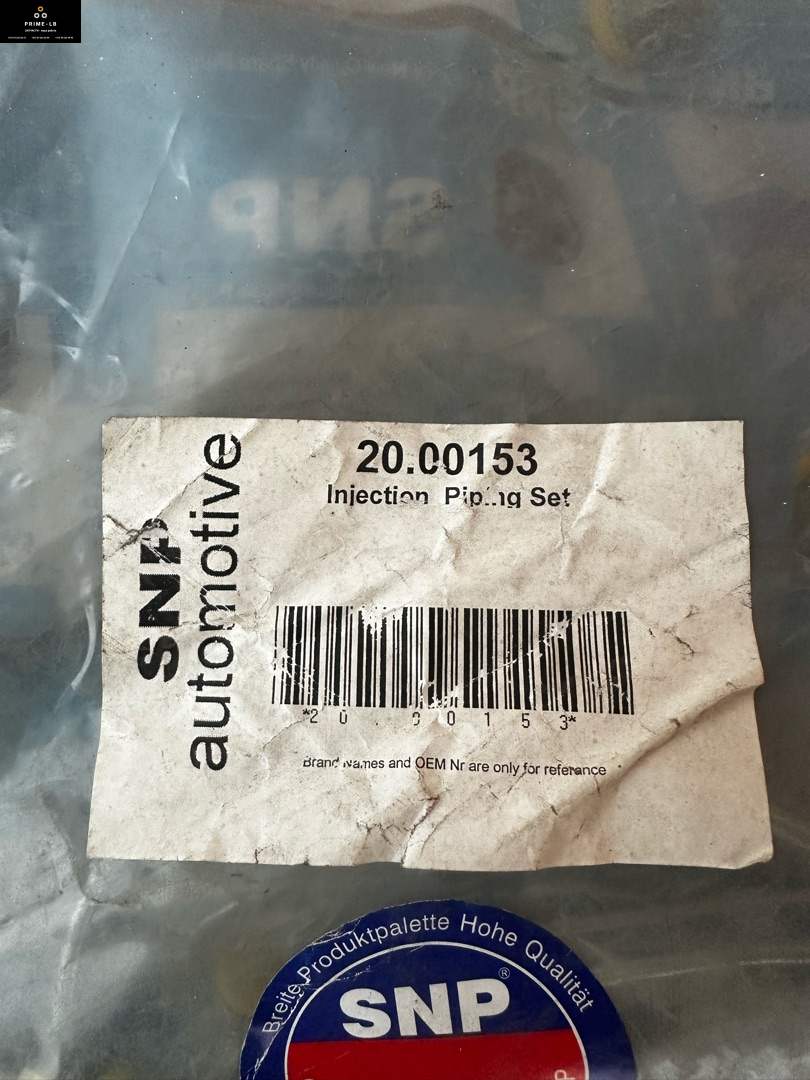 PRIME-LB
SNP
SNP
automotive
20.00153
Injection Piping Set
*20.00153*
Brand Names and OEM Nr are only for referance
Breite Produktpalette Hohe Qualität
SNP®